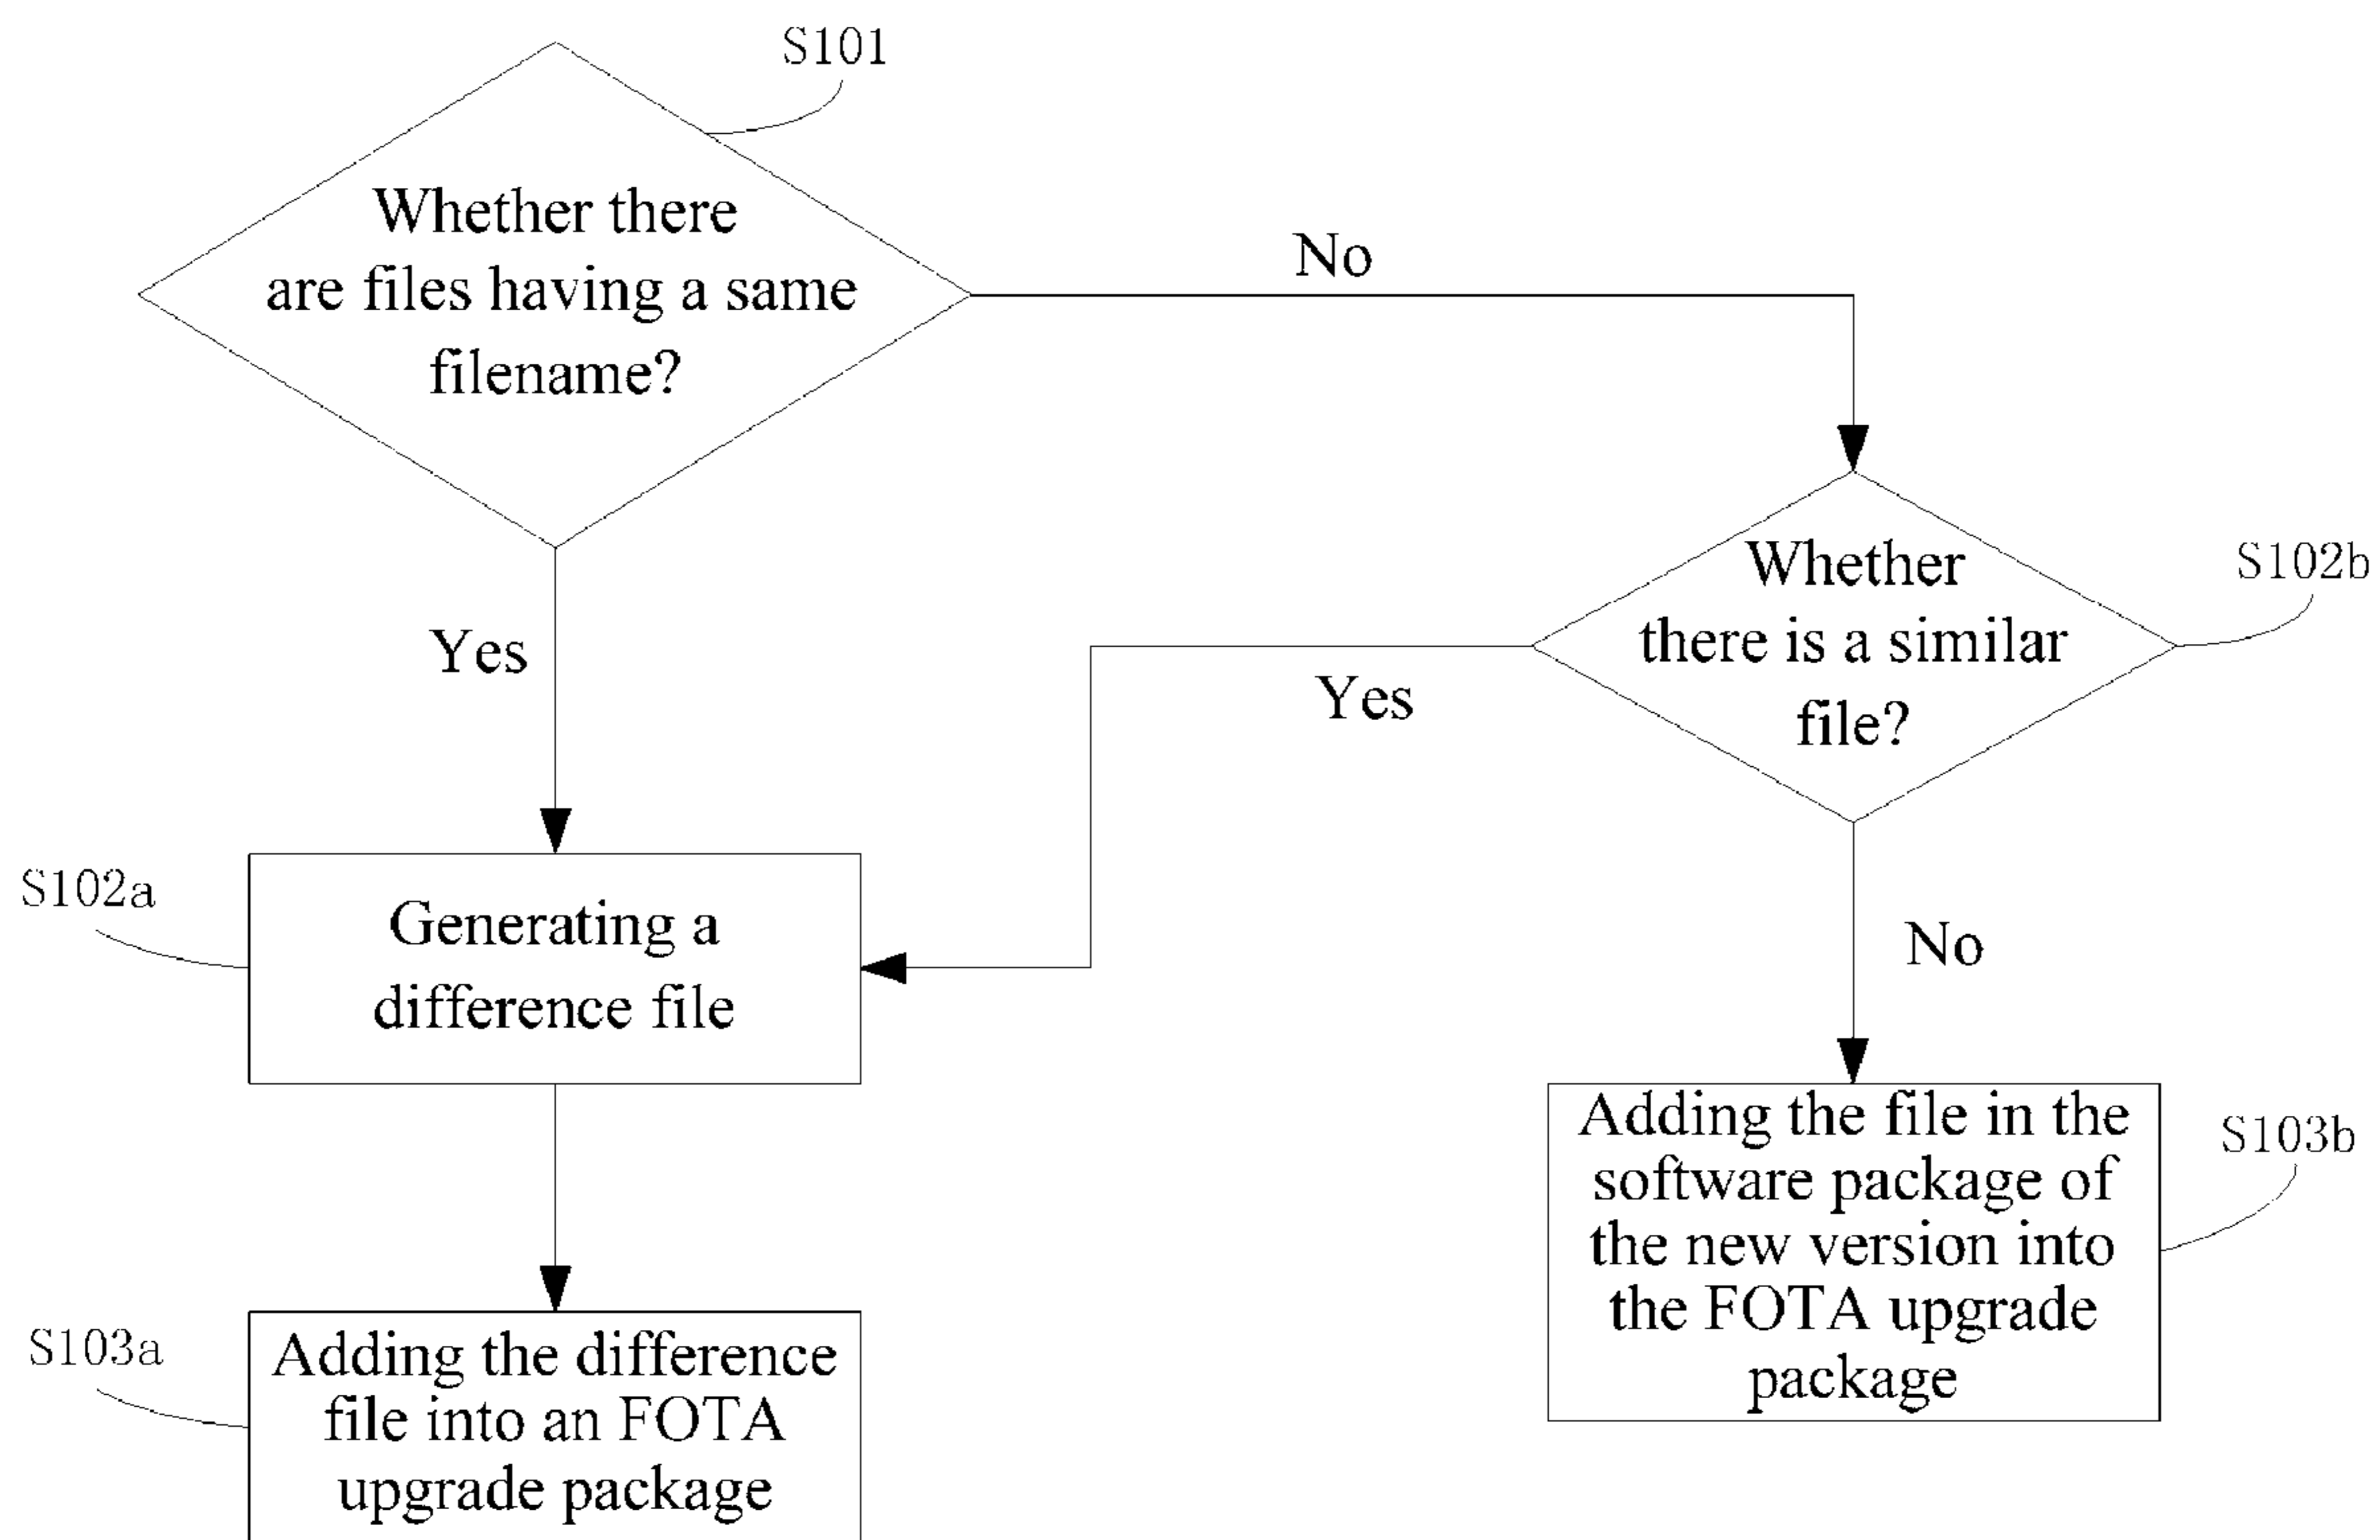 S101
Whether there
are files having a same
filename?
No
Whether
there is a similar
file?
S102b
Yes
Yes
S102a
Generating a
difference file
No
Adding the file in the
software package of
the new version into
the FOTA upgrade
package
S103b
S103a
Adding the difference
file into an FOTA
upgrade package